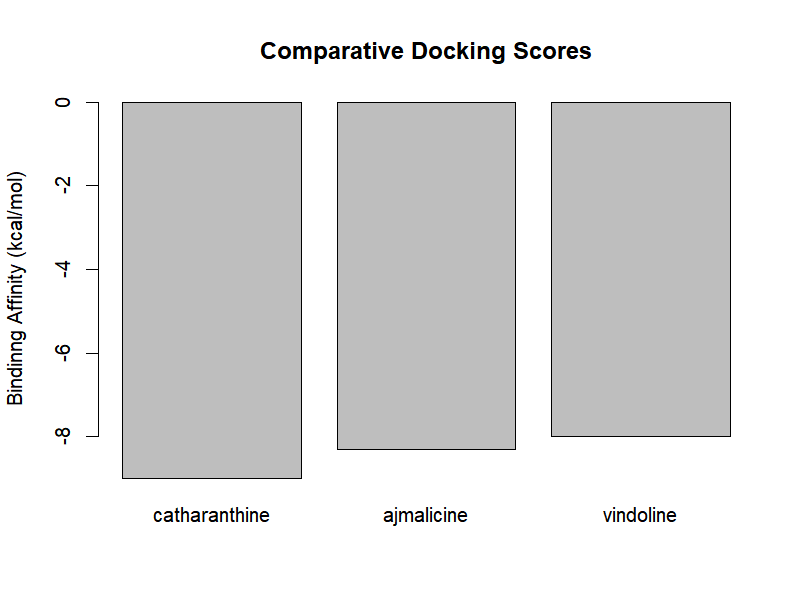 Comparative Docking Scores
Bindinng Affinity (kcal/mol)
0
-2
-4
-6
-8
catharanthine ajmalicine vindoline